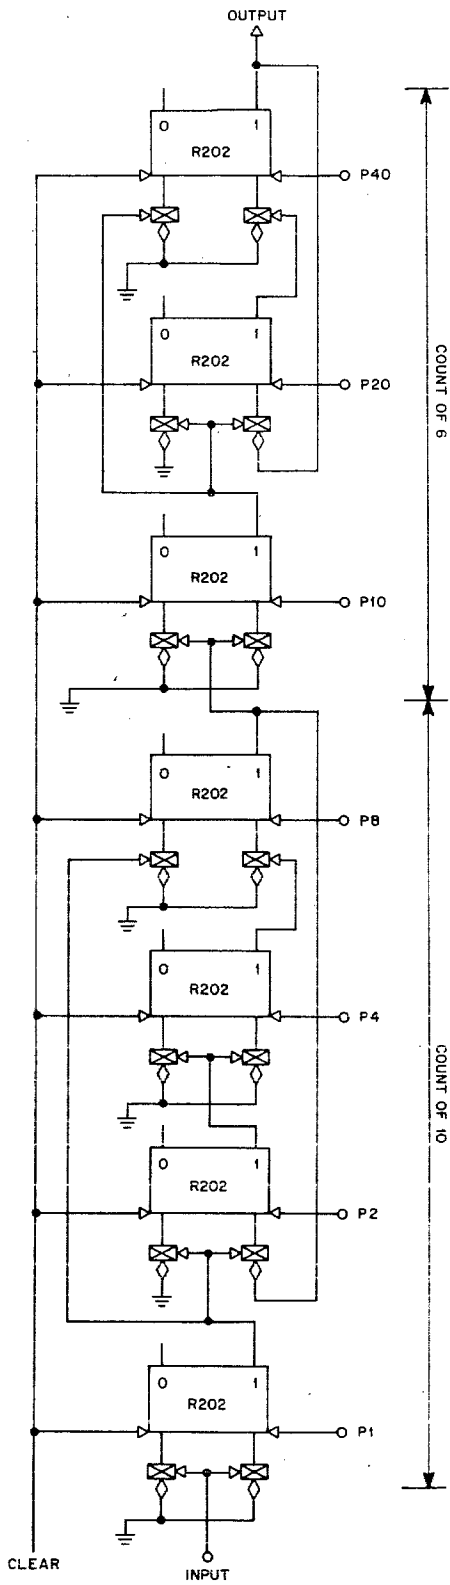 OUTPUT
0 1
R202
P40
0 1
R202
P20
COUNT OF 6
0 1
R202
P10
0 1
R202
P8
0 1
R202
P4
COUNT OF 10
0 1
R202
P2
0 1
R202
P1
CLEAR
INPUT